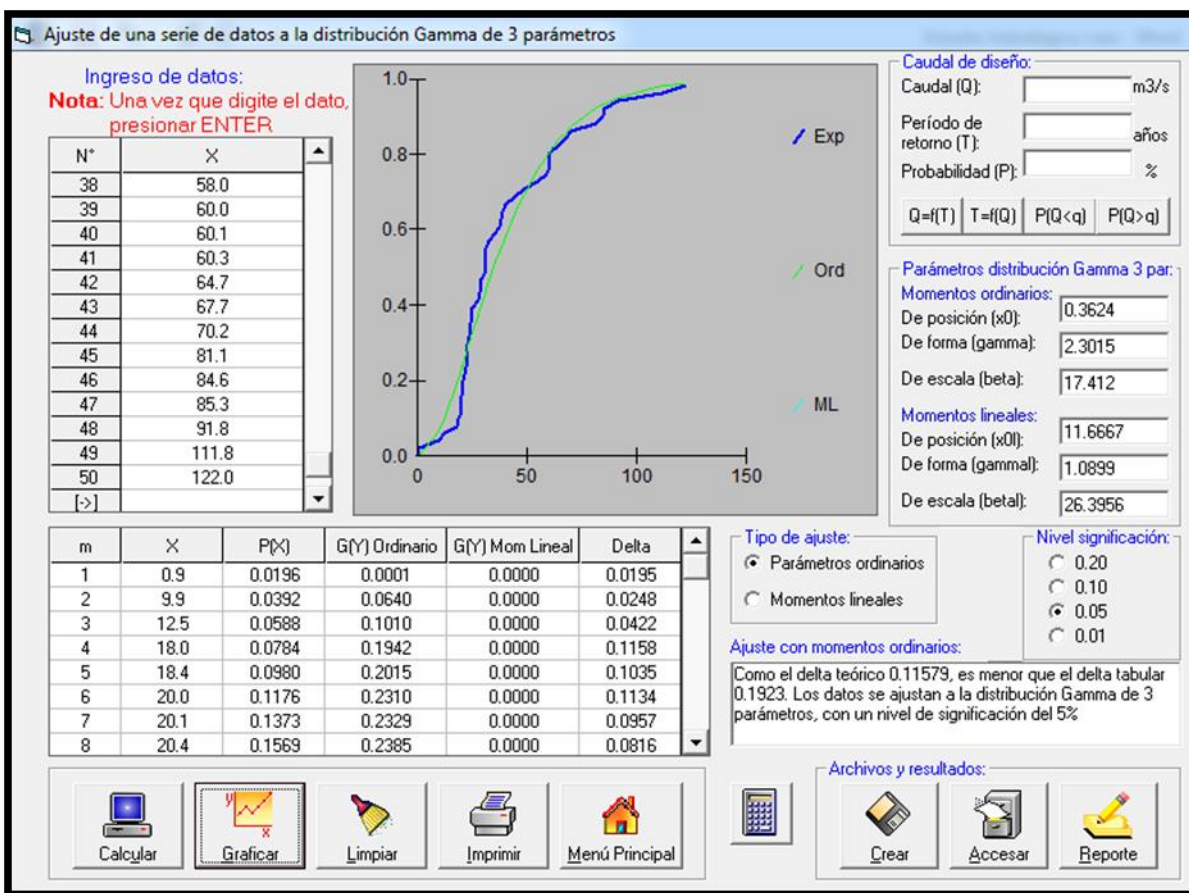 Ajuste de una serie de datos a la distribución Gamma de 3 parámetros
Ingreso de datos:
Nota: Una vez que digite el dato,
presionar ENTER
N° X
38 58.0
39 60.0
40 60.1
41 60.3
42 64.7
43 67.7
44 70.2
45 81.1
46 84.6
47 85.3
48 91.8
49 111.8
50 122.0
[->]
1.0
0.8
0.6
0.4
0.2
0.0
0 50 100 150
Exp
Ord
ML
Caudal de diseño:
Caudal (Q): m3/s
Período de
retorno (T): años
Probabilidad (P): %
Q=f(T) T=f(Q) P(Q<q) P(Q>q)
Parámetros distribución Gamma 3 par:
Momentos ordinarios:
De posición (x0): 0.3624
De forma (gamma): 2.3015
De escala (beta): 17.412
Momentos lineales:
De posición (x0l): 11.6667
De forma (gammal): 1.0899
De escala (betal): 26.3956
m X P(X) G(Y) Ordinario G(Y) Mom Lineal Delta
1 0.9 0.0196 0.0001 0.0000 0.0195
2 9.9 0.0392 0.0640 0.0000 0.0248
3 12.5 0.0588 0.1010 0.0000 0.0422
4 18.0 0.0784 0.1942 0.0000 0.1158
5 18.4 0.0980 0.2015 0.0000 0.1035
6 20.0 0.1176 0.2310 0.0000 0.1134
7 20.1 0.1373 0.2329 0.0000 0.0957
8 20.4 0.1569 0.2385 0.0000 0.0816
Tipo de ajuste:
Parámetros ordinarios
Momentos lineales
Nivel significación:
0.20
0.10
0.05
0.01
Ajuste con momentos ordinarios:
Como el delta teórico 0.11579, es menor que el delta tabular
0.1923. Los datos se ajustan a la distribución Gamma de 3
parámetros, con un nivel de significación del 5%
Calcular
y
x
Graficar
Limpiar
Imprimir
Menú Principal
Archivos y resultados:
Crear
Accesar
Reporte